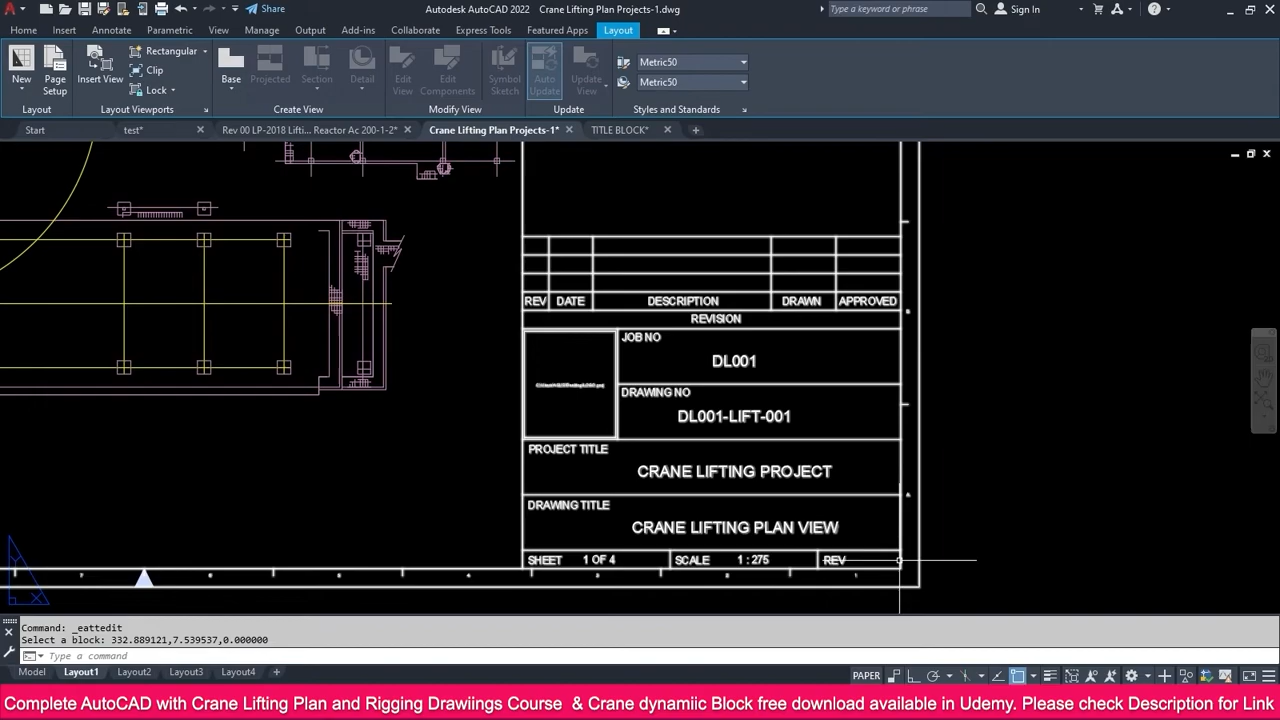 Share
Autodesk AutoCAD 2022 Crane Lifting Plan Projects-1.dwg
Type a keyword or phrase
Sign In
Home Insert Annotate Parametric View Manage Output Add-ins Collaborate Express Tools Featured Apps Layout
New
Page Setup
Insert View
Rectangular
Clip
Lock
Base
Projected
Section
Detail
Edit View
Edit Components
Symbol Sketch
Auto Update
Update View
Metric50
Metric50
Layout Layout Viewports Create View Modify View Update Styles and Standards
Start test* Rev 00 LP-2018 Lifti... Reactor Ac 200-1-2* Crane Lifting Plan Projects-1* TITLE BLOCK*
REV DATE DESCRIPTION DRAWN APPROVED
REVISION
JOB NO
DL001
DRAWING NO
DL001-LIFT-001
PROJECT TITLE
CRANE LIFTING PROJECT
DRAWING TITLE
CRANE LIFTING PLAN VIEW
SHEET 1 OF 4 SCALE 1 : 275 REV
Command: _eattedit
Select a block: 332.889121,7.539537,0.000000
Type a command
Model Layout1 Layout2 Layout3 Layout4
PAPER
Complete AutoCAD with Crane Lifting Plan and Rigging Drawiings Course & Crane dynamiic Block free download in Udemy. Please check Description for Link